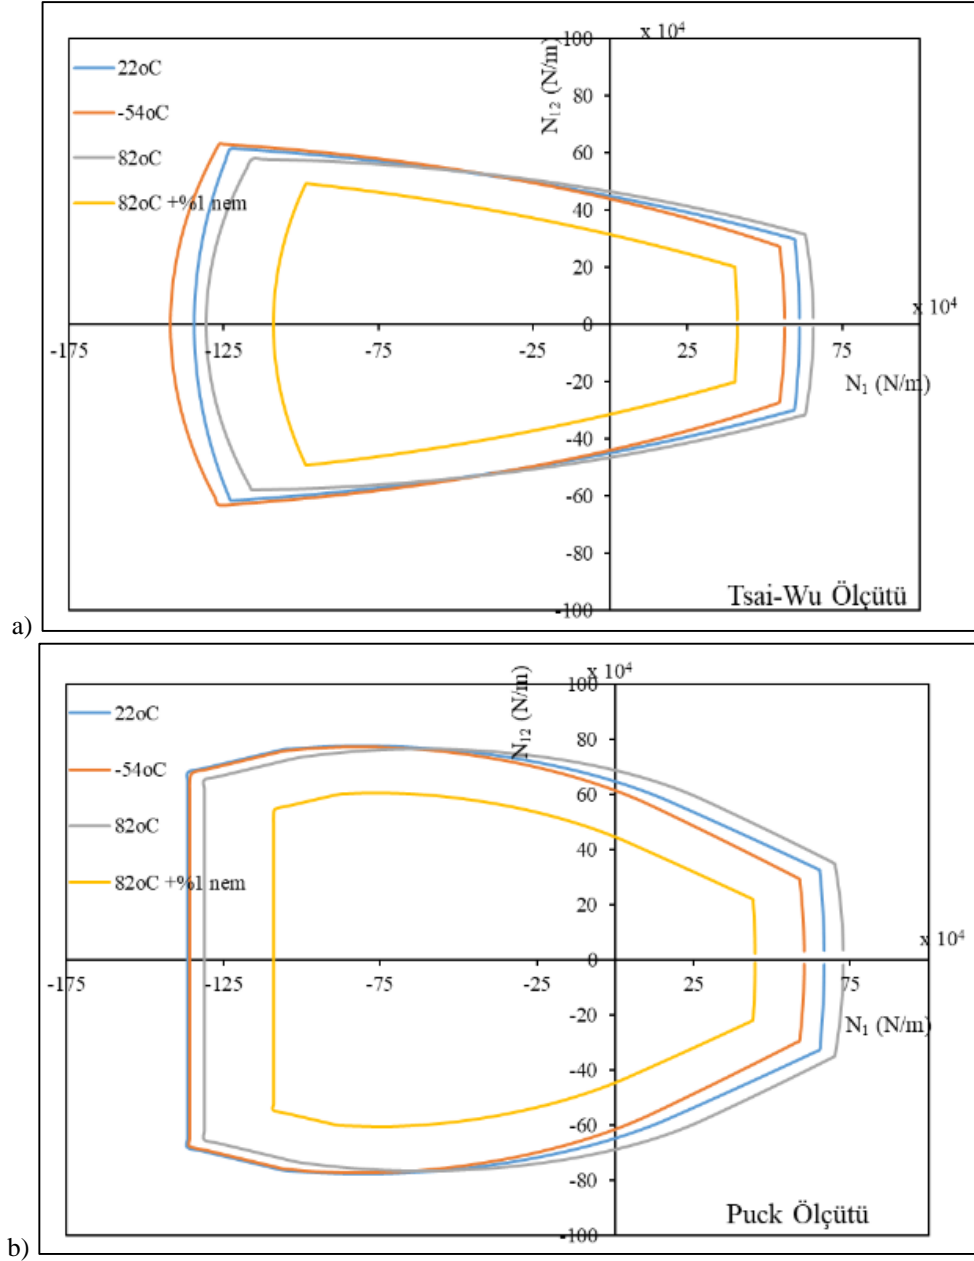 x 10⁴
100
N₁₂ (N/m)
22oC
80
-54oC
60
82oC
40
82oC +%1 nem
20
x 10⁴
0
-175
-125
-75
-25
25
75
N₁ (N/m)
-20
-40
-60
-80
-100
Tsai-Wu Ölçütü
a)
x 10⁴
100
N₁₂ (N/m)
22oC
80
-54oC
60
82oC
40
82oC +%1 nem
20
x 10⁴
0
-175
-125
-75
-25
25
75
N₁ (N/m)
-20
-40
-60
-80
-100
Puck Ölçütü
b)